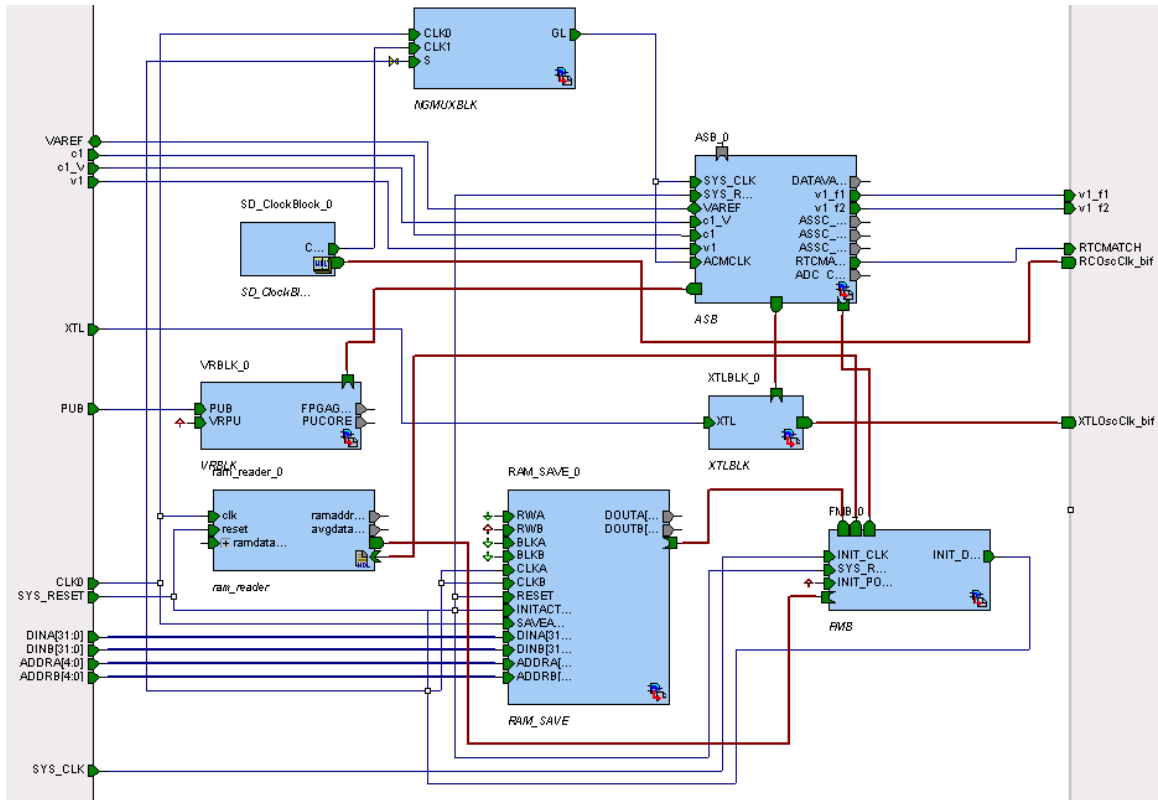 CLK0
CLK1
S
GL
NGMUXBLK
VAREF
c1
c1_V
v1
ASB_0
SYS_CLK
SYS_R...
VAREF
c1_V
c1
v1
ACMCLK
DATAVA...
v1_f1
v1_f2
ASSC_...
ASSC_...
ASSC_...
RTCMA...
ADC_C...
ASB
v1_f1
v1_f2
RTCMATCH
RCOscClk_bif
SD_ClockBlock_0
C...
SD_ClockBl...
XTL
VRBLK_0
PUB
PUB
VRPU
FPGAG...
PUCORE
VRBLK
XTLBLK_0
XTL
XTLBLK
XTLOscClk_bif
ram_reader_0
clk
reset
ramdata...
ramaddr...
avgdata...
HDL
ram_reader
RAM_SAVE_0
RWA
RWB
BLKA
BLKB
CLKA
CLKB
RESET
INITACT...
SAVEA...
DINA[31...
DINB[31...
ADDRA[...
ADDRB[...
DOUTA[...
DOUTB[...
RAM_SAVE
FMB_0
INIT_CLK
SYS_R...
INIT_PO...
INIT_D...
FMB
CLK0
SYS_RESET
DINA[31:0]
DINB[31:0]
ADDRA[4:0]
ADDRB[4:0]
SYS_CLK